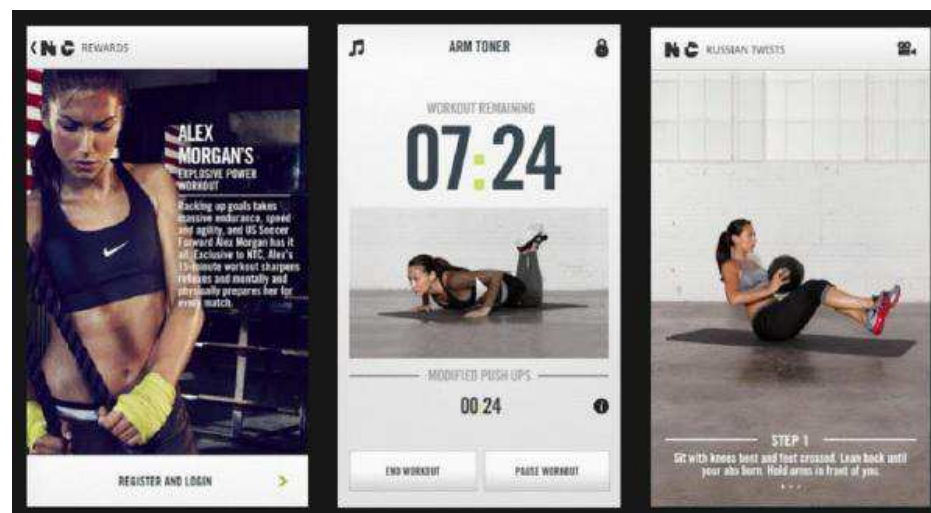 REWARDS
ALEX
MORGAN'S
EXPLOSIVE POWER
WORKOUT
Racking up goals takes
massive endurance, speed
and agility, and US Soccer
Forward Alex Morgan has it
all. Exclusive to NTC, Alex's
15-minute workout sharpens
reflexes and mentally and
physically prepares her for
every match.
REGISTER AND LOGIN
ARM TONER
WORKOUT REMAINING
07:24
MODIFIED PUSH UPS
00:24
END WORKOUT
PAUSE WORKOUT
RUSSIAN TWISTS
STEP 1
Sit with knees bent and feet crossed. Lean back until
your abs burn. Hold arms in front of you.